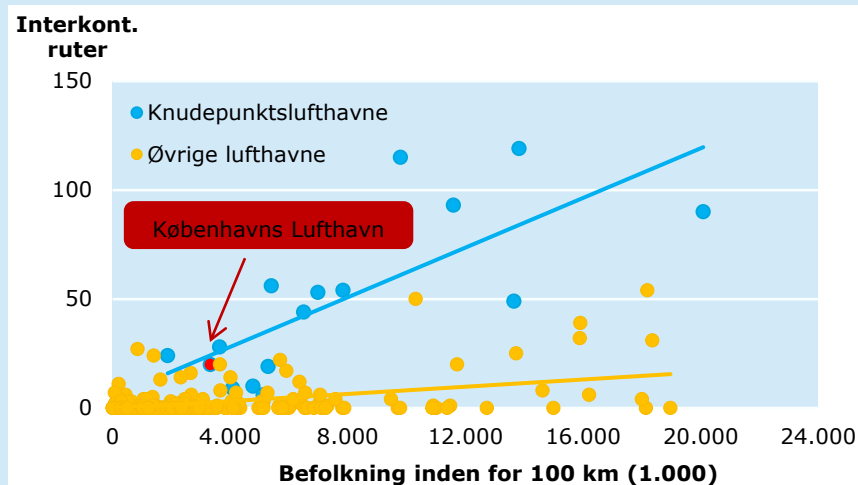 Interkont.
ruter
150
100
50
0
Knudepunktslufthavne
Øvrige lufthavne
Københavns Lufthavn
0 4.000 8.000 12.000 16.000 20.000 24.000
Befolkning inden for 100 km (1.000)